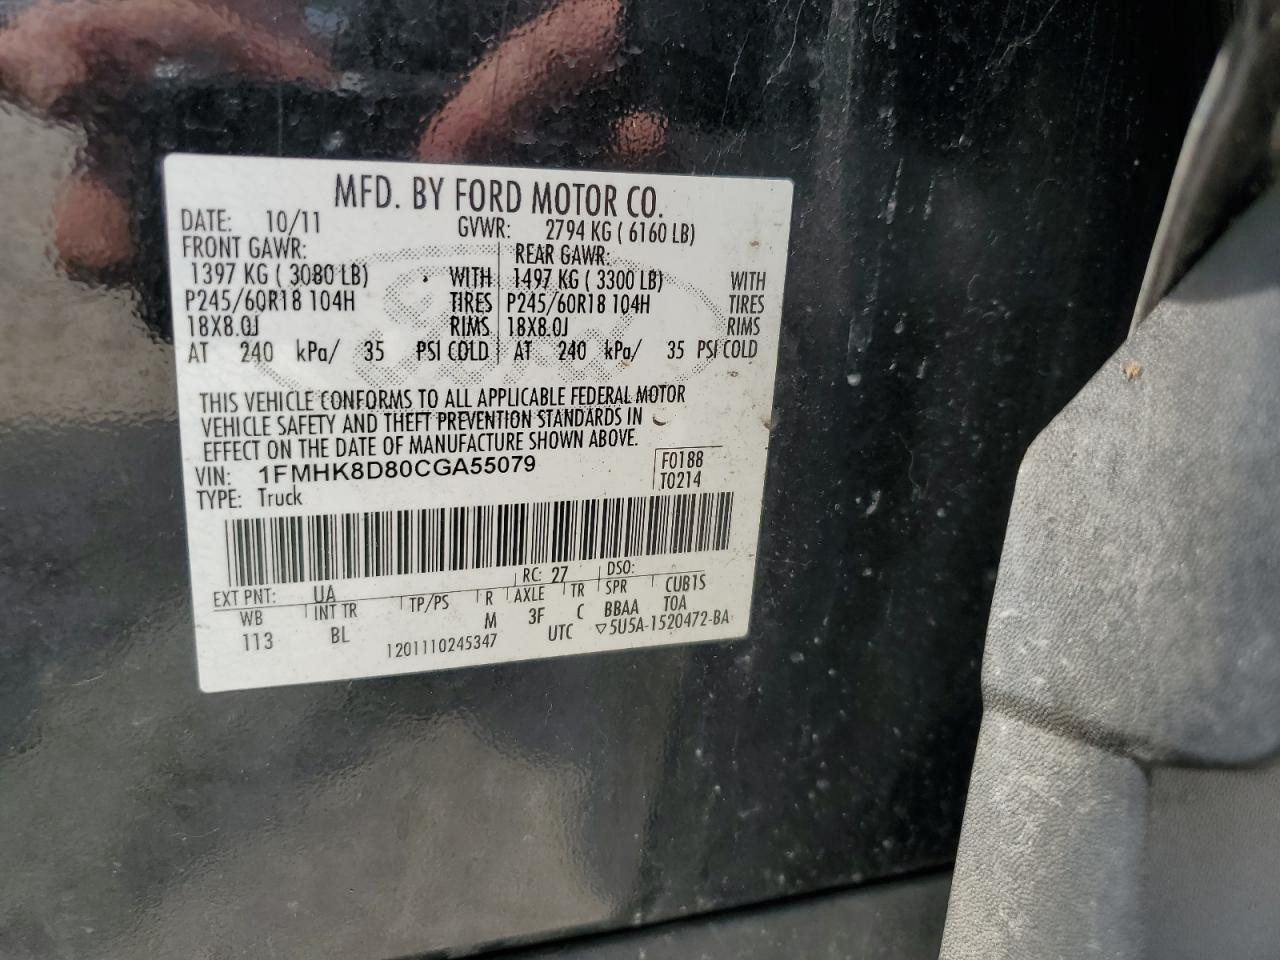 MFD. BY FORD MOTOR CO.
DATE: 10/11 GVWR: 2794 KG ( 6160 LB)
FRONT GAWR: REAR GAWR:
1397 KG ( 3080 LB) WITH 1497 KG ( 3300 LB) WITH
P245/60R18 104H TIRES P245/60R18 104H TIRES
18X8.0J RIMS 18X8.0J RIMS
AT 240 kPa/ 35 PSI COLD AT 240 kPa/ 35 PSI COLD
THIS VEHICLE CONFORMS TO ALL APPLICABLE FEDERAL MOTOR
VEHICLE SAFETY AND THEFT PREVENTION STANDARDS IN
EFFECT ON THE DATE OF MANUFACTURE SHOWN ABOVE.
VIN: 1FMHK8D80CGA55079 F0188
TYPE: Truck T0214
EXT PNT: UA RC: 27 DSO:
WB INT TR TP/PS R AXLE TR SPR CUB1S
113 BL M 3F C BBAA TOA
1201110245347 UTC ▽5U5A-1520472-BA